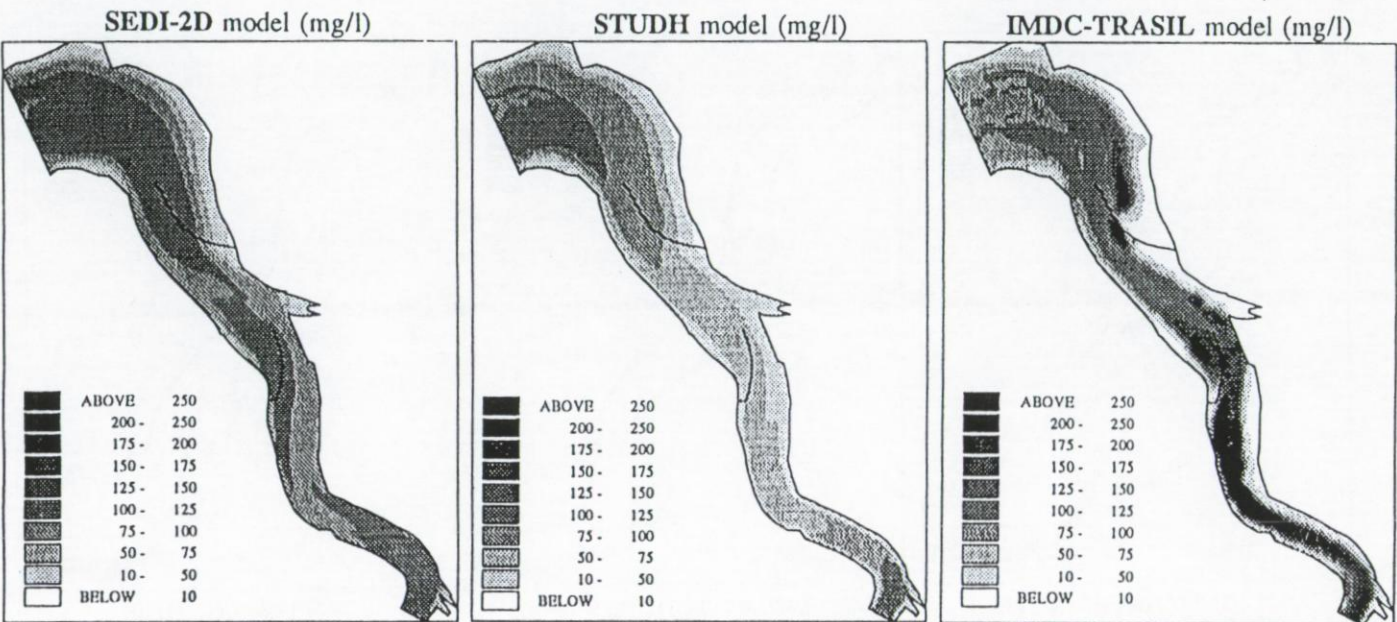 SEDI-2D model (mg/l)
STUDH model (mg/l)
IMDC-TRASIL model (mg/l)
ABOVE 250
200- 250
175- 200
150- 175
125- 150
100- 125
75- 100
50- 75
10- 50
BELOW 10
ABOVE 250
200- 250
175- 200
150- 175
125- 150
100- 125
75- 100
50- 75
10- 50
BELOW 10
ABOVE 250
200- 250
175- 200
150- 175
125- 150
100- 125
75- 100
50- 75
10- 50
BELOW 10